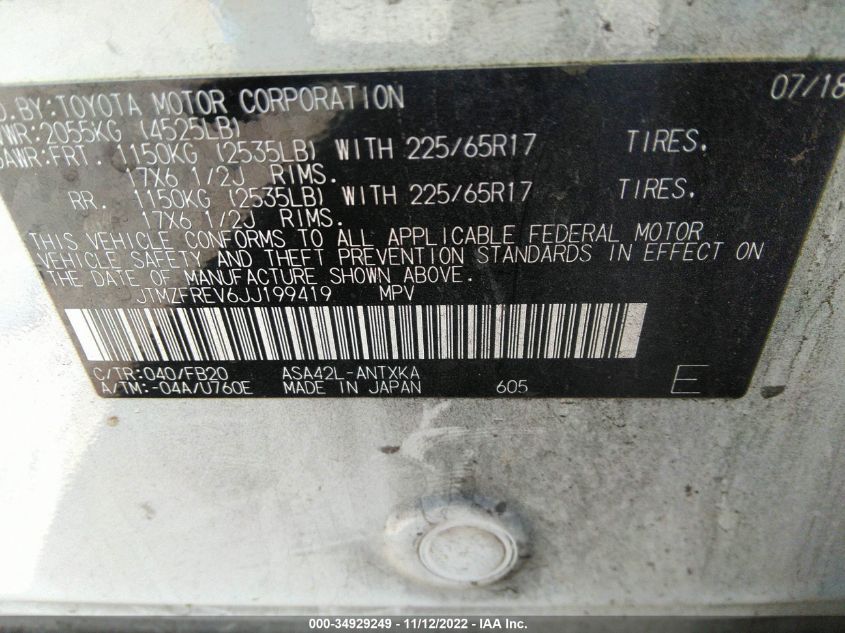 D. BY: TOYOTA MOTOR CORPORATION 07/18
VWR: 2055KG (4525LB)
GAWR: FRT. 1150KG (2535LB) WITH 225/65R17 TIRES.
17X6 1/2J RIMS.
RR. 1150KG (2535LB) WITH 225/65R17 TIRES.
17X6 1/2J RIMS.
THIS VEHICLE CONFORMS TO ALL APPLICABLE FEDERAL MOTOR
VEHICLE SAFETY AND THEFT PREVENTION STANDARDS IN EFFECT ON
THE DATE OF MANUFACTURE SHOWN ABOVE.
JTMZFREV6JJ199419 MPV
C/TR: 040/FB20 ASA42L-ANTXKA
A/TM: -04A/U760E MADE IN JAPAN 605 E
000-34929249 - 11/12/2022 - IAA Inc.